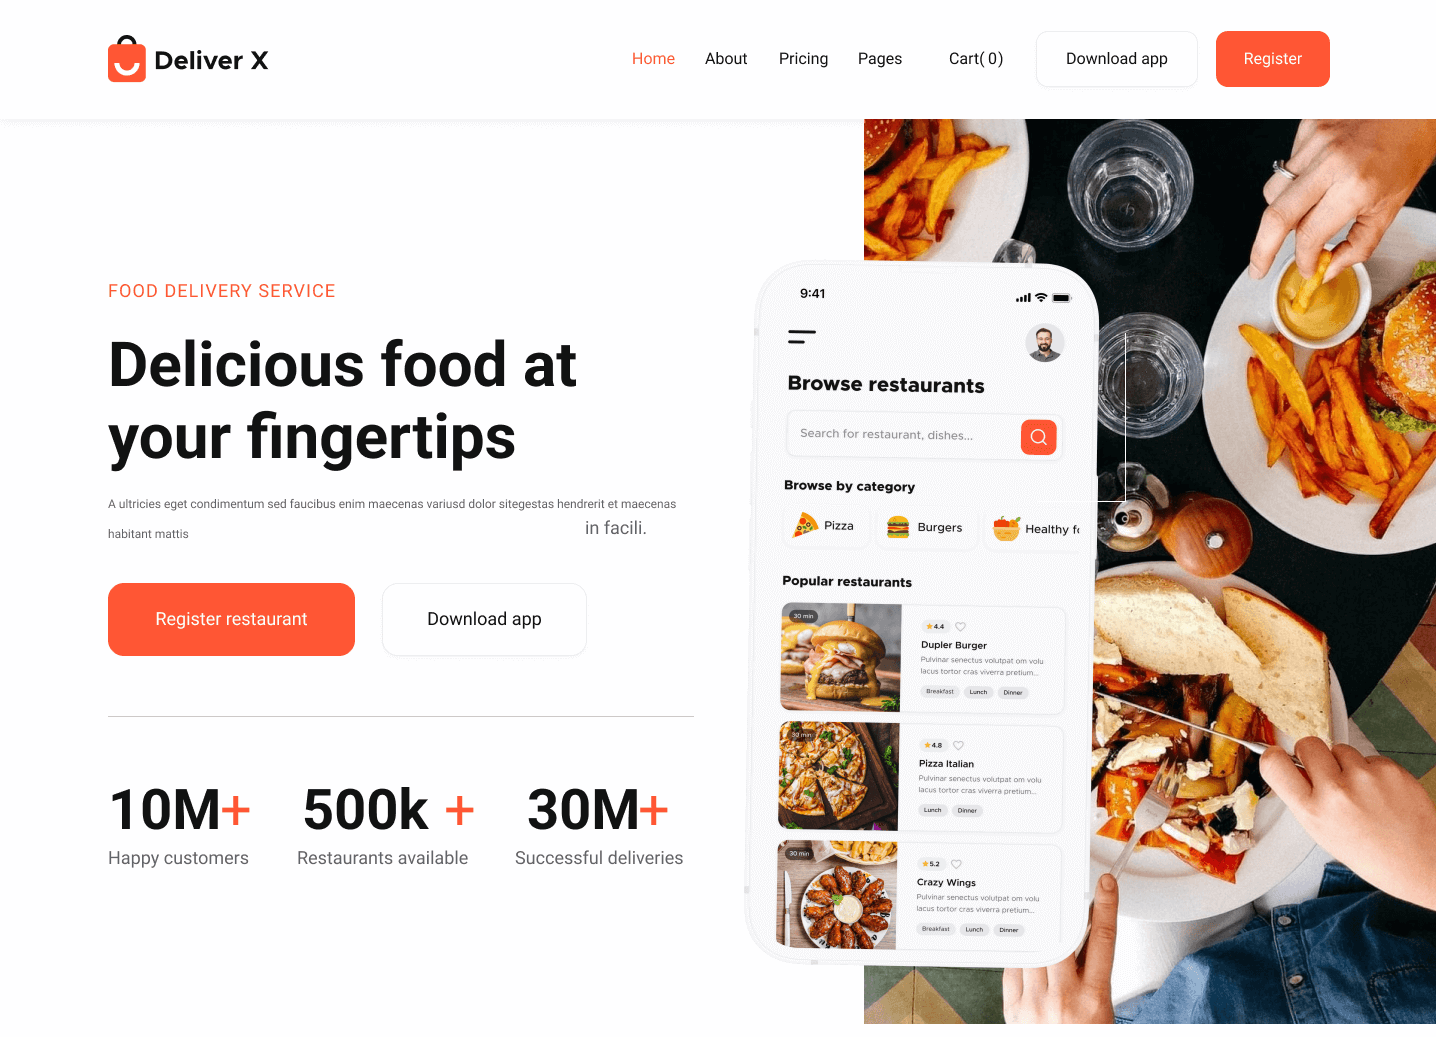 Deliver X
Home About Pricing Pages Cart( 0) Download app Register
FOOD DELIVERY SERVICE
Delicious food at
your fingertips
A ultricies eget condimentum sed faucibus enim maecenas variusd dolor sitegestas hendrerit et maecenas
habitant mattis
in facili.
Register restaurant Download app
10M+ 500k + 30M+
Happy customers Restaurants available Successful deliveries
9:41
Browse restaurants
Search for restaurant, dishes...
Browse by category
Pizza Burgers Healthy fo
Popular restaurants
30 min
4.4
Dupler Burger
Pulvinar senectus volutpat om volu
lacus tortor cras viverra pretium...
Breakfast Lunch Dinner
30 min
4.8
Pizza Italian
Pulvinar senectus volutpat om volu
lacus tortor cras viverra pretium...
Lunch Dinner
30 min
5.2
Crazy Wings
Pulvinar senectus volutpat om volu
lacus tortor cras viverra pretium...
Breakfast Lunch Dinner